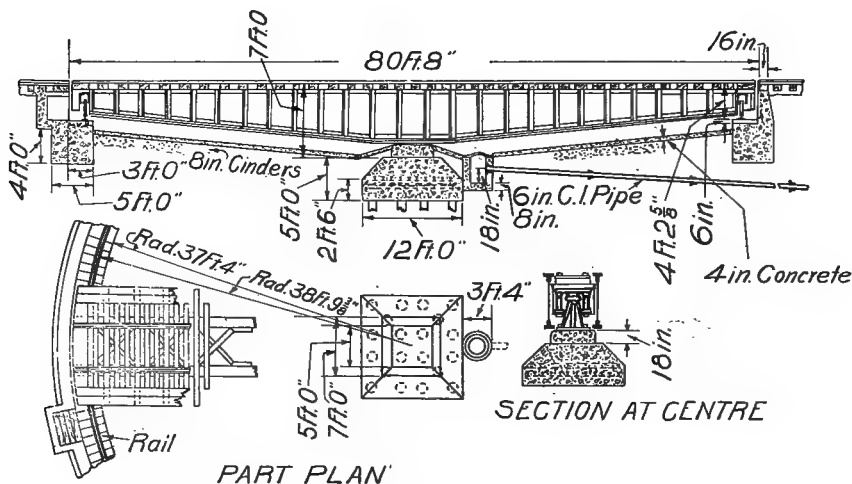 80Ft.8"
7Ft.0
16in.
4Ft.0"
3Ft.0"
5Ft.0"
8in. Cinders
5Ft.0"
2Ft.6"
12Ft.0"
18in.
6in. C.I. Pipe
8in.
4Ft.2⅝"
6in.
4in. Concrete
Rad. 37Ft.4"
Rad. 38Ft.9⅜"
3Ft.4"
5Ft.0"
7Ft.0"
18in.
Rail
SECTION AT CENTRE
PART PLAN